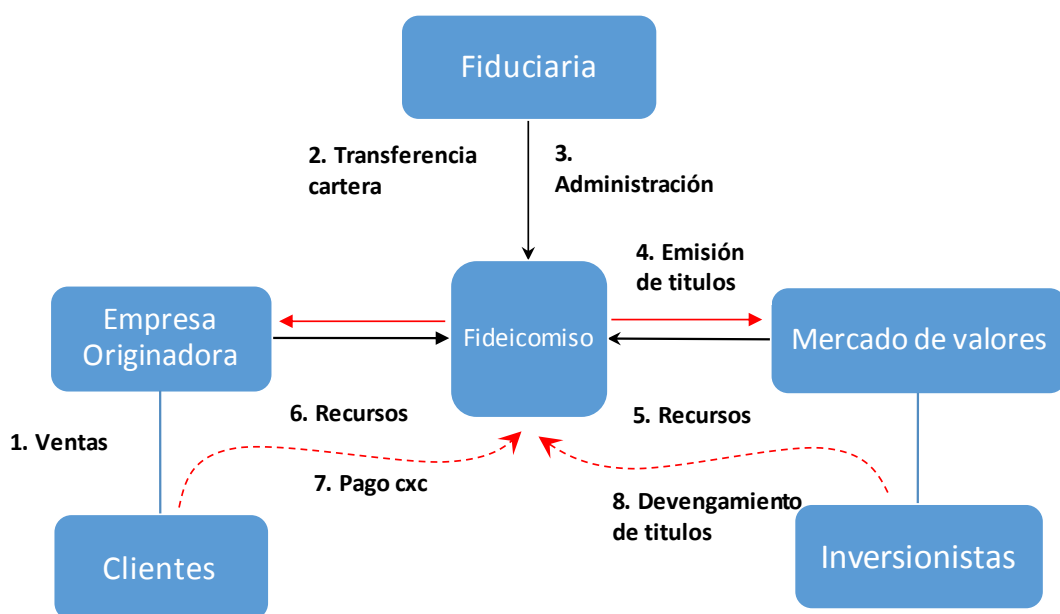 Fiduciaria
2. Transferencia
cartera
3.
Administración
4. Emisión
de titulos
Empresa
Originadora
Fideicomiso
Mercado de valores
6. Recursos
5. Recursos
1. Ventas
7. Pago cxc
8. Devengamiento
de titulos
Clientes
Inversionistas